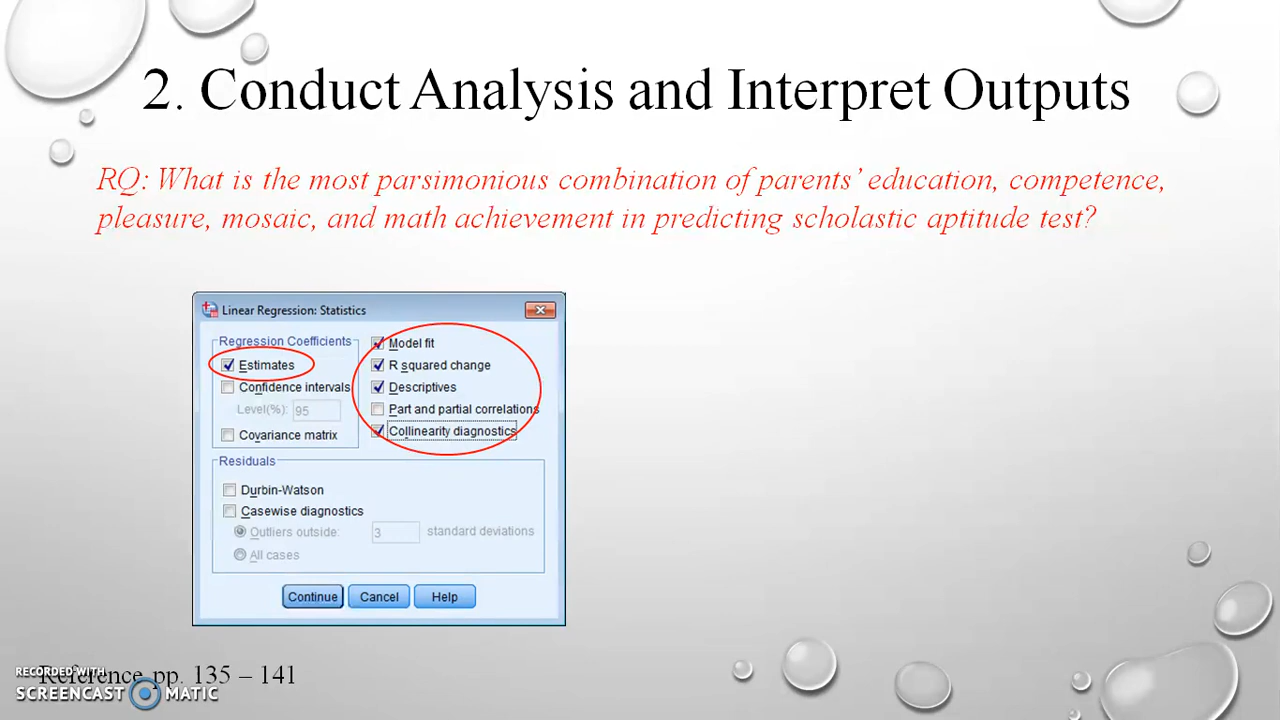 2. Conduct Analysis and Interpret Outputs
RQ: What is the most parsimonious combination of parents’ education, competence,
pleasure, mosaic, and math achievement in predicting scholastic aptitude test?
Linear Regression: Statistics
Regression Coefficients
Estimates
Confidence intervals
Level(%): 95
Covariance matrix
Model fit
R squared change
Descriptives
Part and partial correlations
Collinearity diagnostics
Residuals
Durbin-Watson
Casewise diagnostics
Outliers outside: 3 standard deviations
All cases
Continue Cancel Help
Reference pp. 135 – 141
RECORDED WITH
SCREENCAST MATIC